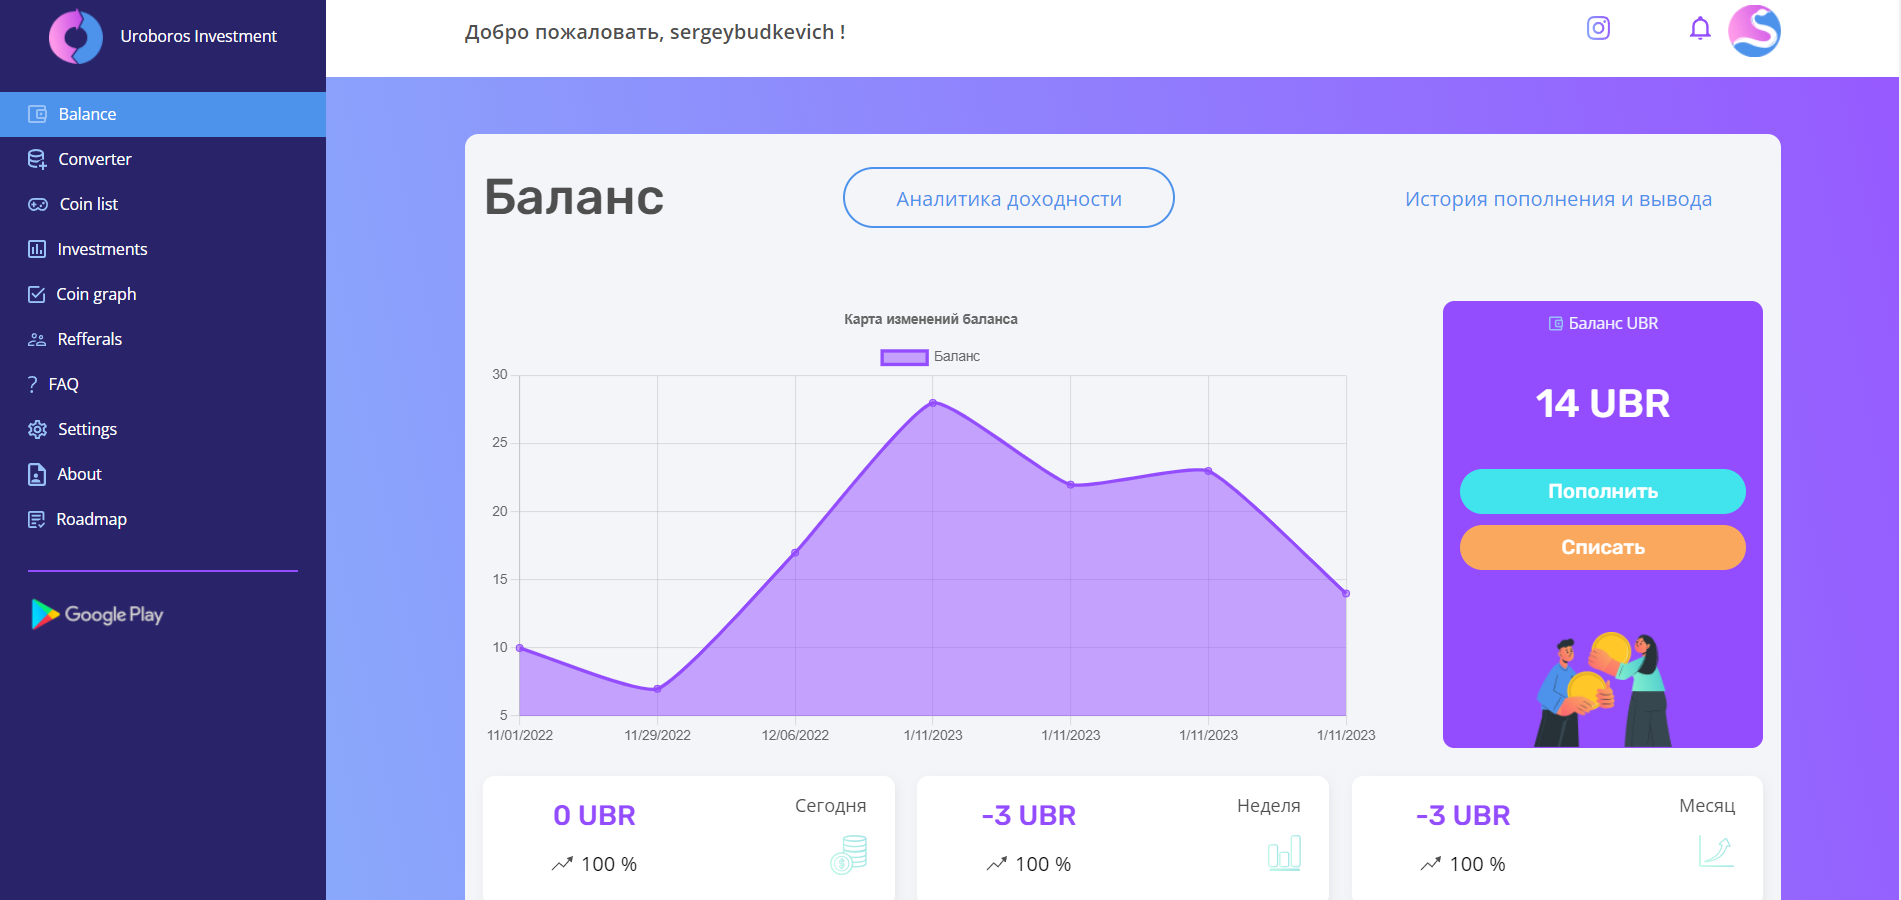 Uroboros Investment
Добро пожаловать, sergeybudkevich !
Balance
Converter
Coin list
Investments
Coin graph
Refferals
FAQ
Settings
About
Roadmap
Google Play
Баланс
Аналитика доходности
История пополнения и вывода
Карта изменений баланса
Баланс
30
25
20
15
10
5
11/01/2022 11/29/2022 12/06/2022 1/11/2023 1/11/2023 1/11/2023 1/11/2023
Баланс UBR
14 UBR
Пополнить
Списать
0 UBR
Сегодня
100 %
-3 UBR
Неделя
100 %
-3 UBR
Месяц
100 %